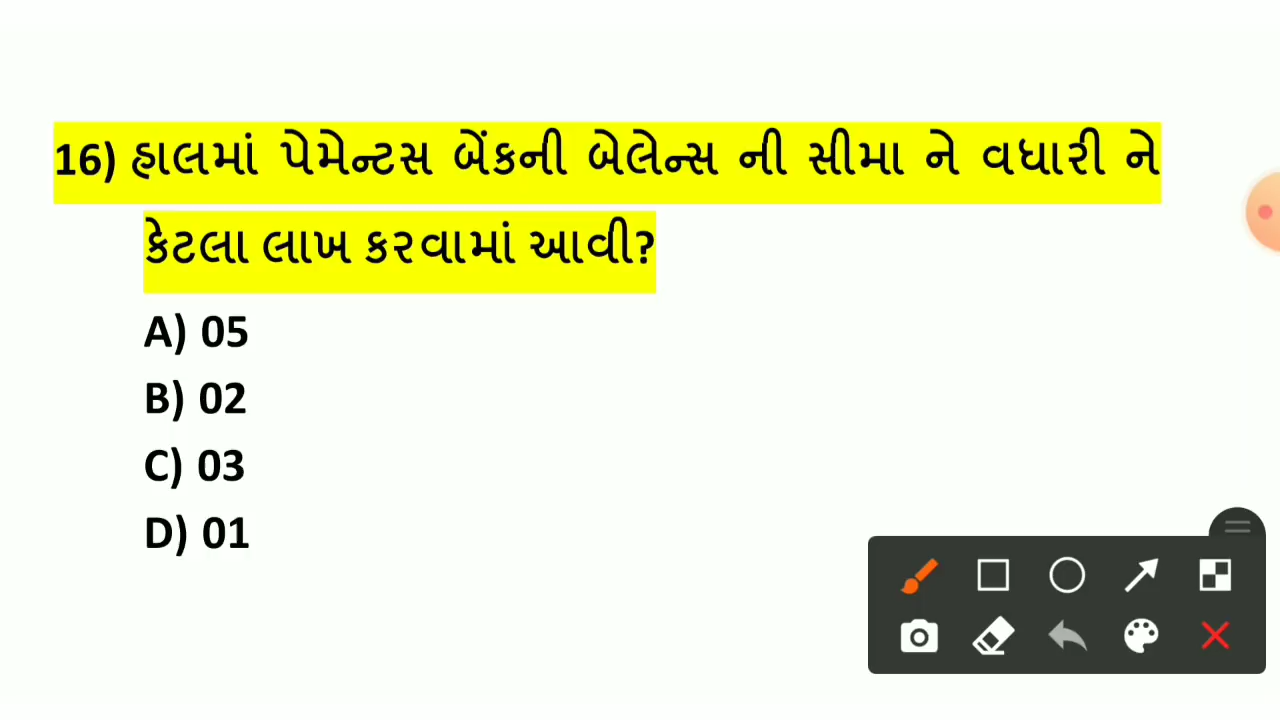 16) હાલમાં પેમેન્ટસ બેંકની બેલેન્સ ની સીમા ને વધારી ને
કેટલા લાખ કરવામાં આવી?
A) 05
B) 02
C) 03
D) 01